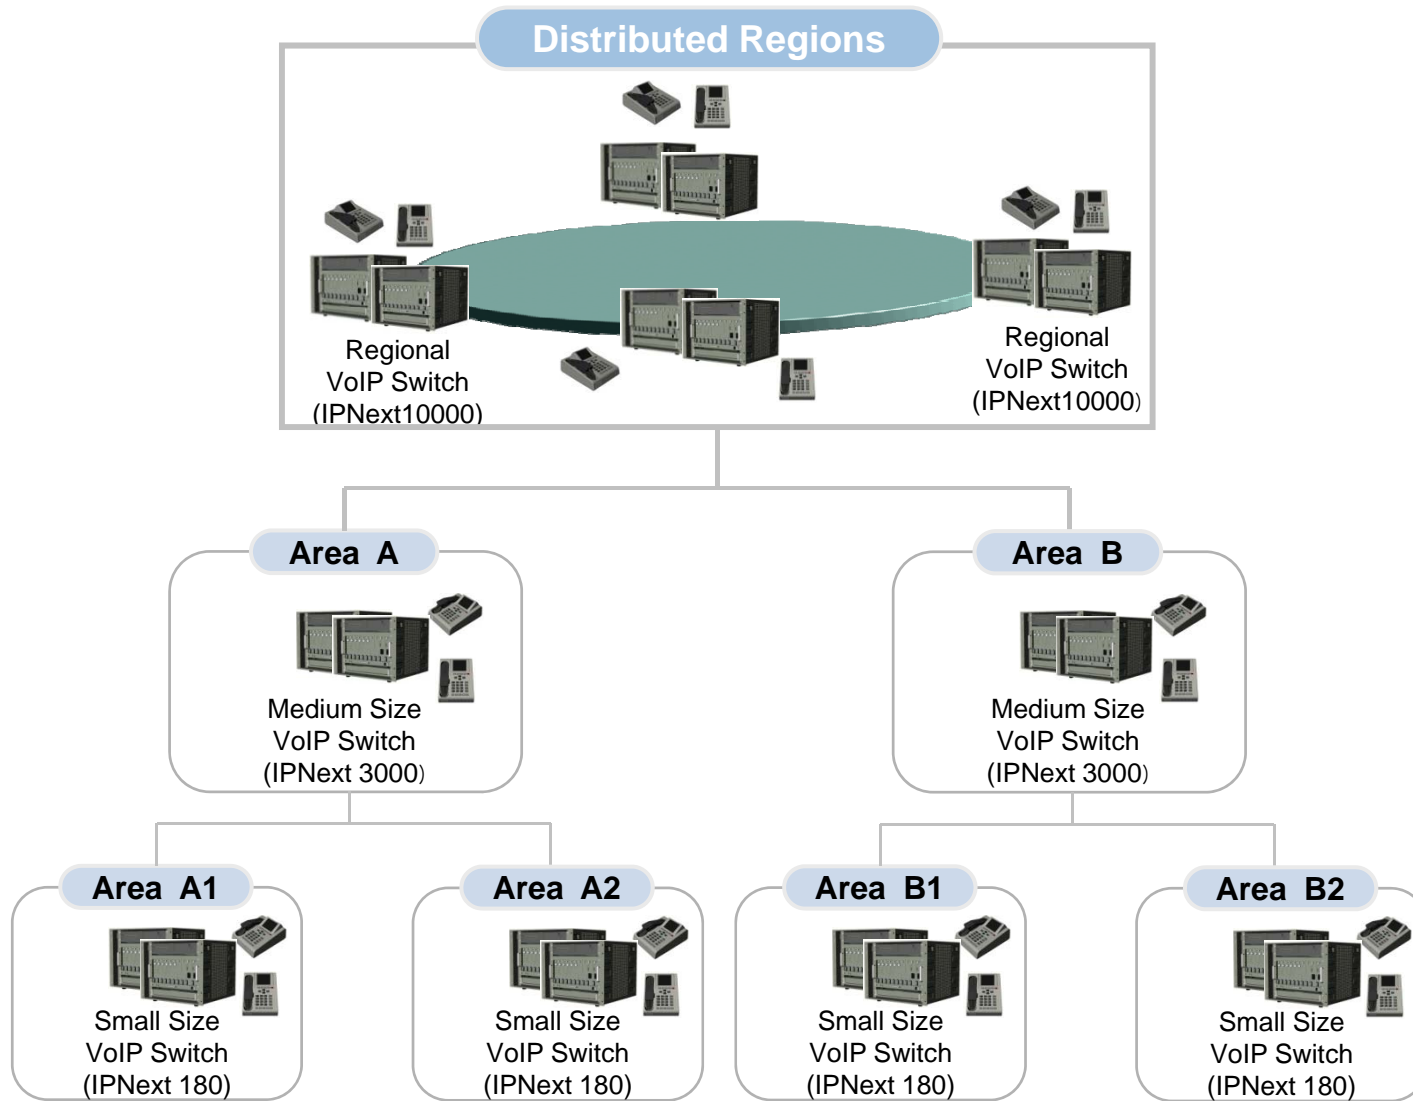 Distributed Regions
Regional
VoIP Switch
(IPNext10000)
Regional
VoIP Switch
(IPNext10000)
Area A
Medium Size
VoIP Switch
(IPNext 3000)
Area B
Medium Size
VoIP Switch
(IPNext 3000)
Area A1
Small Size
VoIP Switch
(IPNext 180)
Area A2
Small Size
VoIP Switch
(IPNext 180)
Area B1
Small Size
VoIP Switch
(IPNext 180)
Area B2
Small Size
VoIP Switch
(IPNext 180)